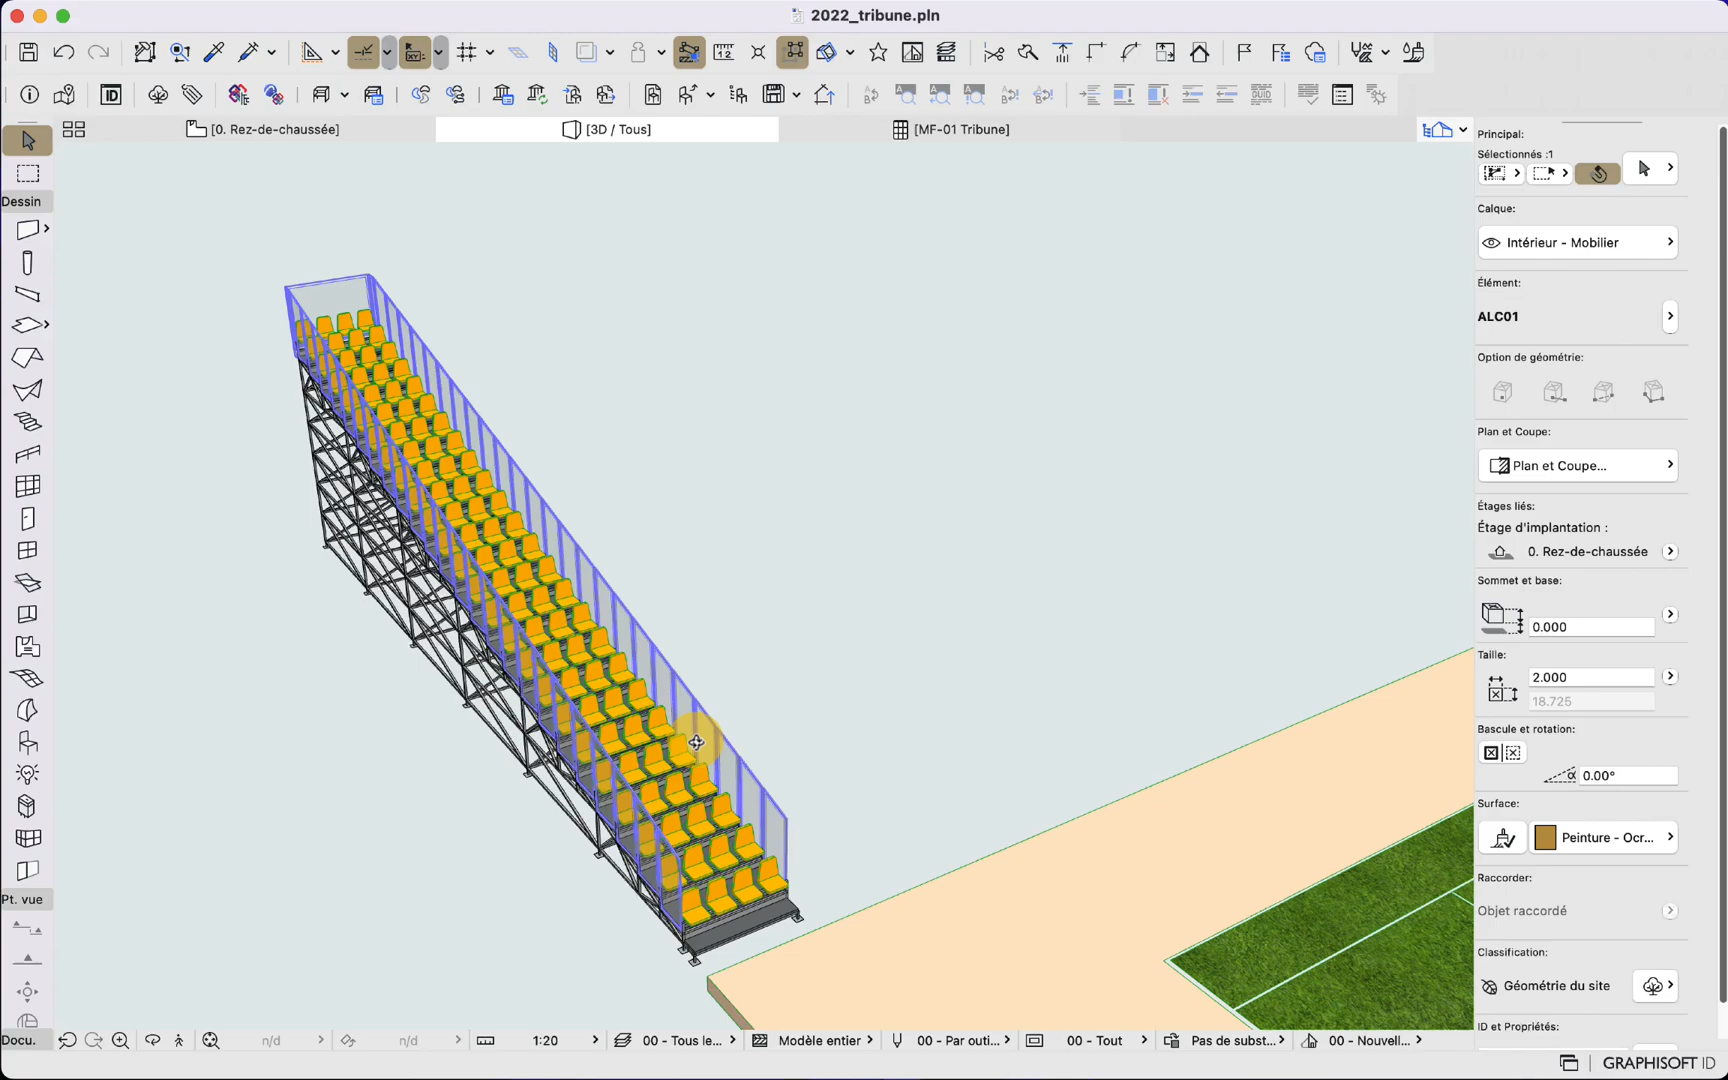 2022_tribune.pln
ID
[0. Rez-de-chaussée]
[3D / Tous]
[MF-01 Tribune]
Dessin
Pt. vue
Docu.
Principal:
Sélectionnés :1
Calque:
Intérieur - Mobilier
Élément:
ALC01
Option de géométrie:
Plan et Coupe:
Plan et Coupe...
Étages liés:
Étage d'implantation :
0. Rez-de-chaussée
Sommet et base:
0.000
Taille:
2.000
18.725
Bascule et rotation:
0.00°
Surface:
Peinture - Ocr...
Raccorder:
Objet raccordé
Classification:
Géométrie du site
ID et Propriétés:
n/d
n/d
1:20
00 - Tous le...
Modèle entier
00 - Par outi...
00 - Tout
Pas de subst...
00 - Nouvell...
GRAPHISOFT ID